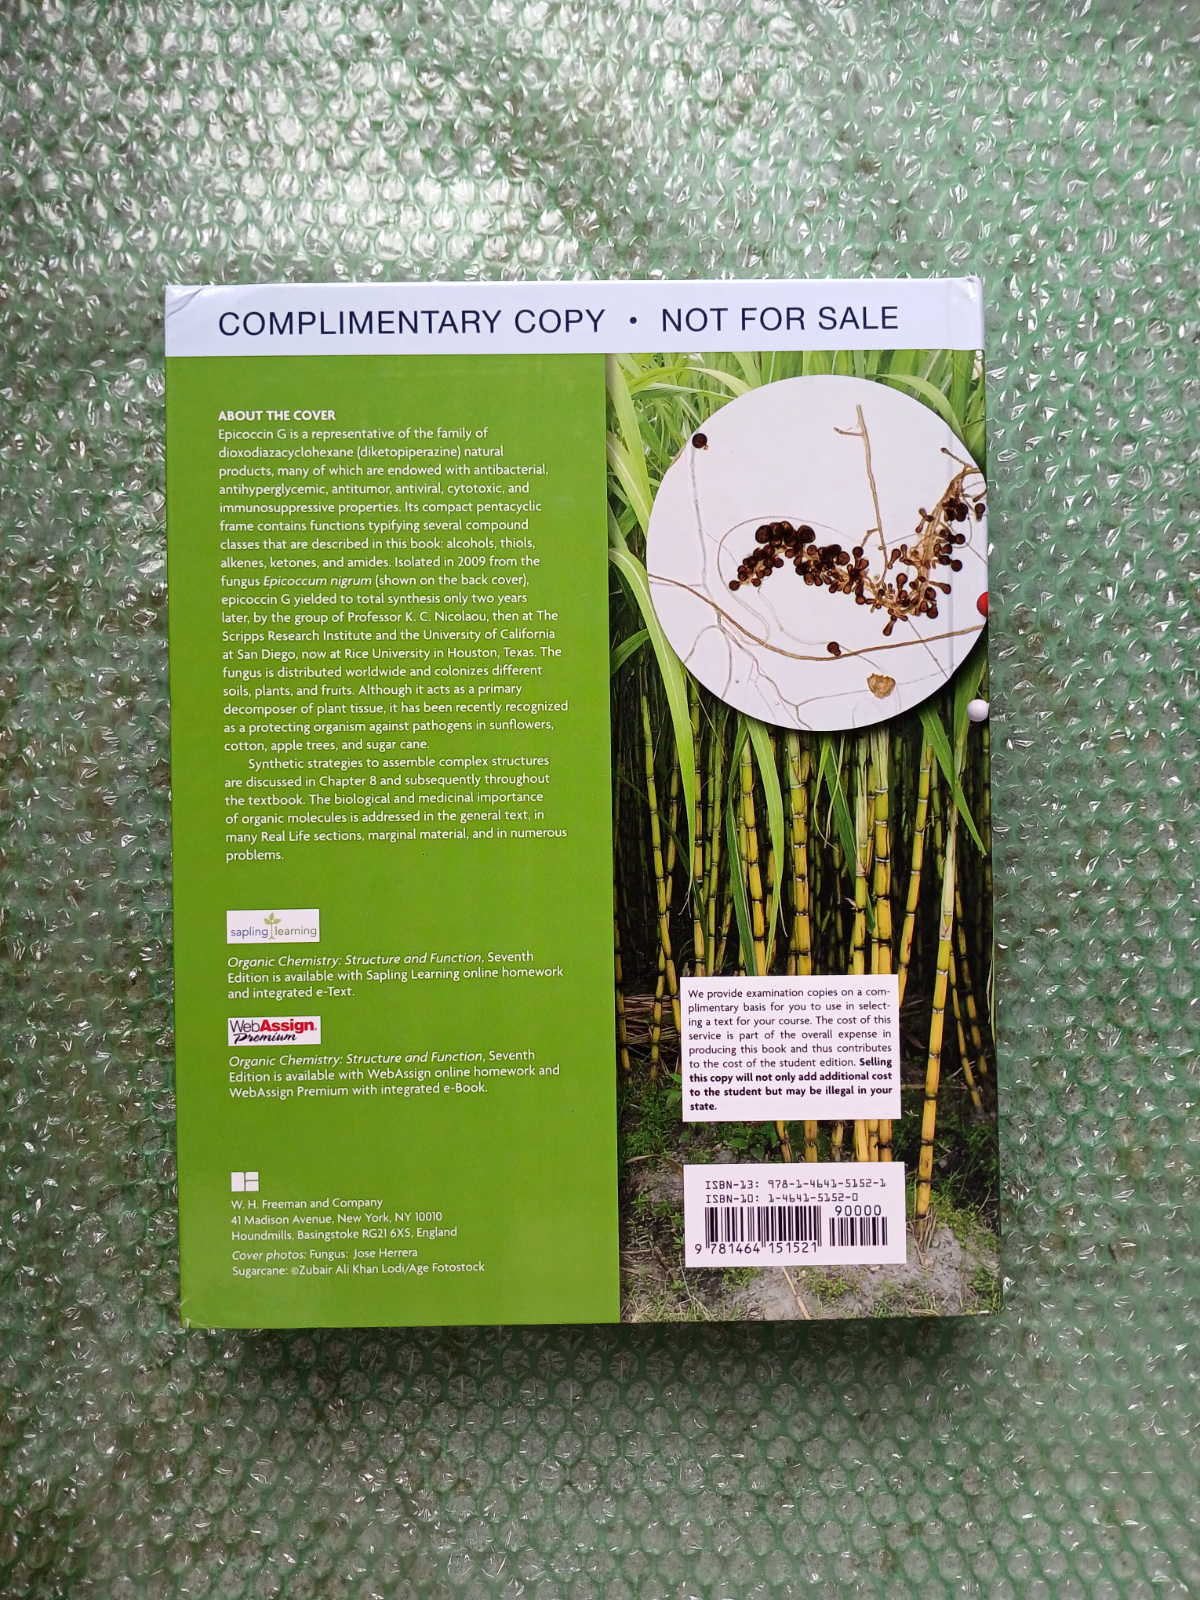 COMPLIMENTARY COPY • NOT FOR SALE
ABOUT THE COVER
Epicoccin G is a representative of the family of
dioxodiazacyclohexane (diketopiperazine) natural
products, many of which are endowed with antibacterial,
antihyperglycemic, antitumor, antiviral, cytotoxic, and
immunosuppressive properties. Its compact pentacyclic
frame contains functions typifying several compound
classes that are described in this book: alcohols, thiols,
alkenes, ketones, and amides. Isolated in 2009 from the
fungus Epicoccum nigrum (shown on the back cover),
epicoccin G yielded to total synthesis only two years
later, by the group of Professor K. C. Nicolaou, then at The
Scripps Research Institute and the University of California
at San Diego, now at Rice University in Houston, Texas. The
fungus is distributed worldwide and colonizes different
soils, plants, and fruits. Although it acts as a primary
decomposer of plant tissue, it has been recently recognized
as a protecting organism against pathogens in sunflowers,
cotton, apple trees, and sugar cane.
Synthetic strategies to assemble complex structures
are discussed in Chapter 8 and subsequently throughout
the textbook. The biological and medicinal importance
of organic molecules is addressed in the general text, in
many Real Life sections, marginal material, and in numerous
problems.
sapling learning
Organic Chemistry: Structure and Function, Seventh
Edition is available with Sapling Learning online homework
and integrated e-Text.
WebAssign.
Premium
Organic Chemistry: Structure and Function, Seventh
Edition is available with WebAssign online homework and
WebAssign Premium with integrated e-Book.
W. H. Freeman and Company
41 Madison Avenue, New York, NY 10010
Houndmills, Basingstoke RG21 6XS, England
Cover photos: Fungus: Jose Herrera
Sugarcane: ©Zubair Ali Khan Lodi/Age Fotostock
We provide examination copies on a com-
plimentary basis for you to use in select-
ing a text for your course. The cost of this
service is part of the overall expense in
producing this book and thus contributes
to the cost of the student edition. Selling
this copy will not only add additional cost
to the student but may be illegal in your
state.
ISBN-13: 978-1-4641-5152-1
ISBN-10: 1-4641-5152-0
90000
9 781464 151521